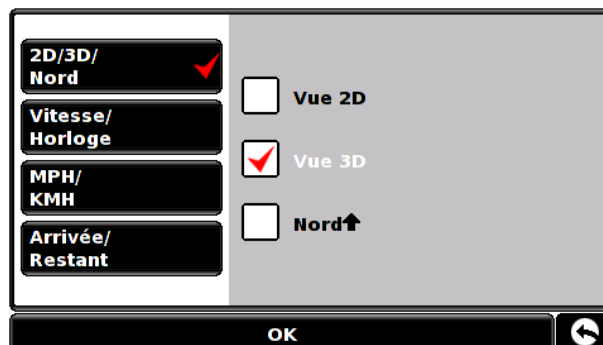 2D/3D/
Nord
Vitesse/
Horloge
MPH/
KMH
Arrivée/
Restant
Vue 2D
Vue 3D
Nord
OK